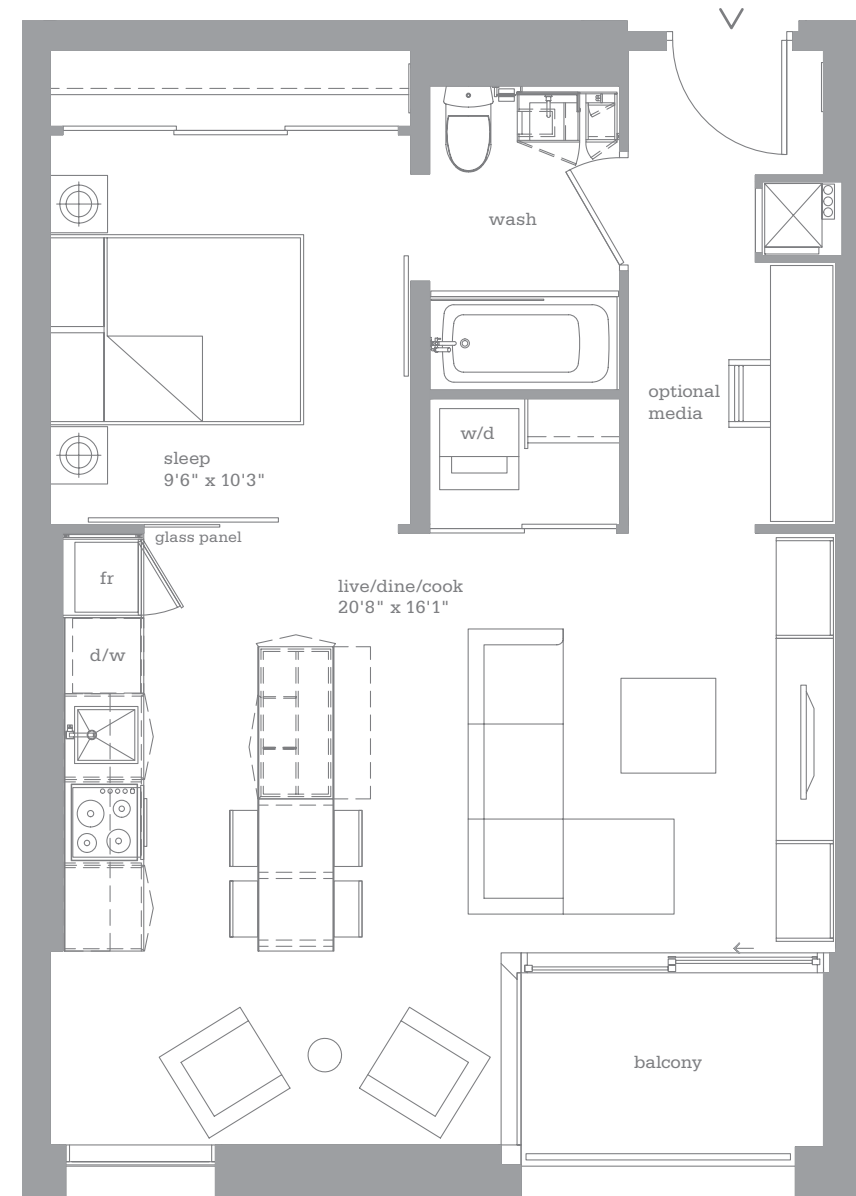 wash
optional
media
w/d
sleep
9'6" x 10'3"
glass panel
fr
live/dine/cook
20'8" x 16'1"
d/w
balcony